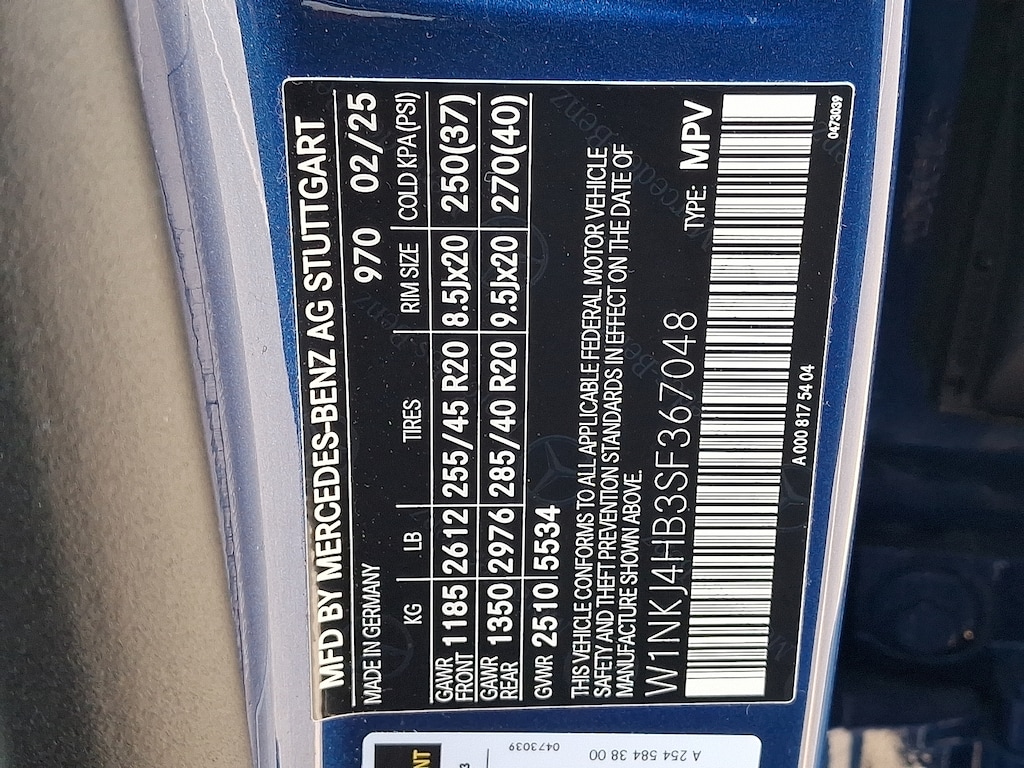 MFD BY MERCEDES-BENZ AG STUTTGART
MADE IN GERMANY 970 02/25
KG LB TIRES RIM SIZE COLD KPA (PSI)
GAWR FRONT 1185 2612 255/45 R20 8.5Jx20 250(37)
GAWR REAR 1350 2976 285/40 R20 9.5Jx20 270(40)
GVWR 2510 5534
THIS VEHICLE CONFORMS TO ALL APPLICABLE FEDERAL MOTOR VEHICLE
SAFETY AND THEFT PREVENTION STANDARDS IN EFFECT ON THE DATE OF
MANUFACTURE SHOWN ABOVE.
W1NKJ4HB3SF367048 TYPE: MPV
A 000 817 54 04 0473039
A 254 584 38 00
0473039